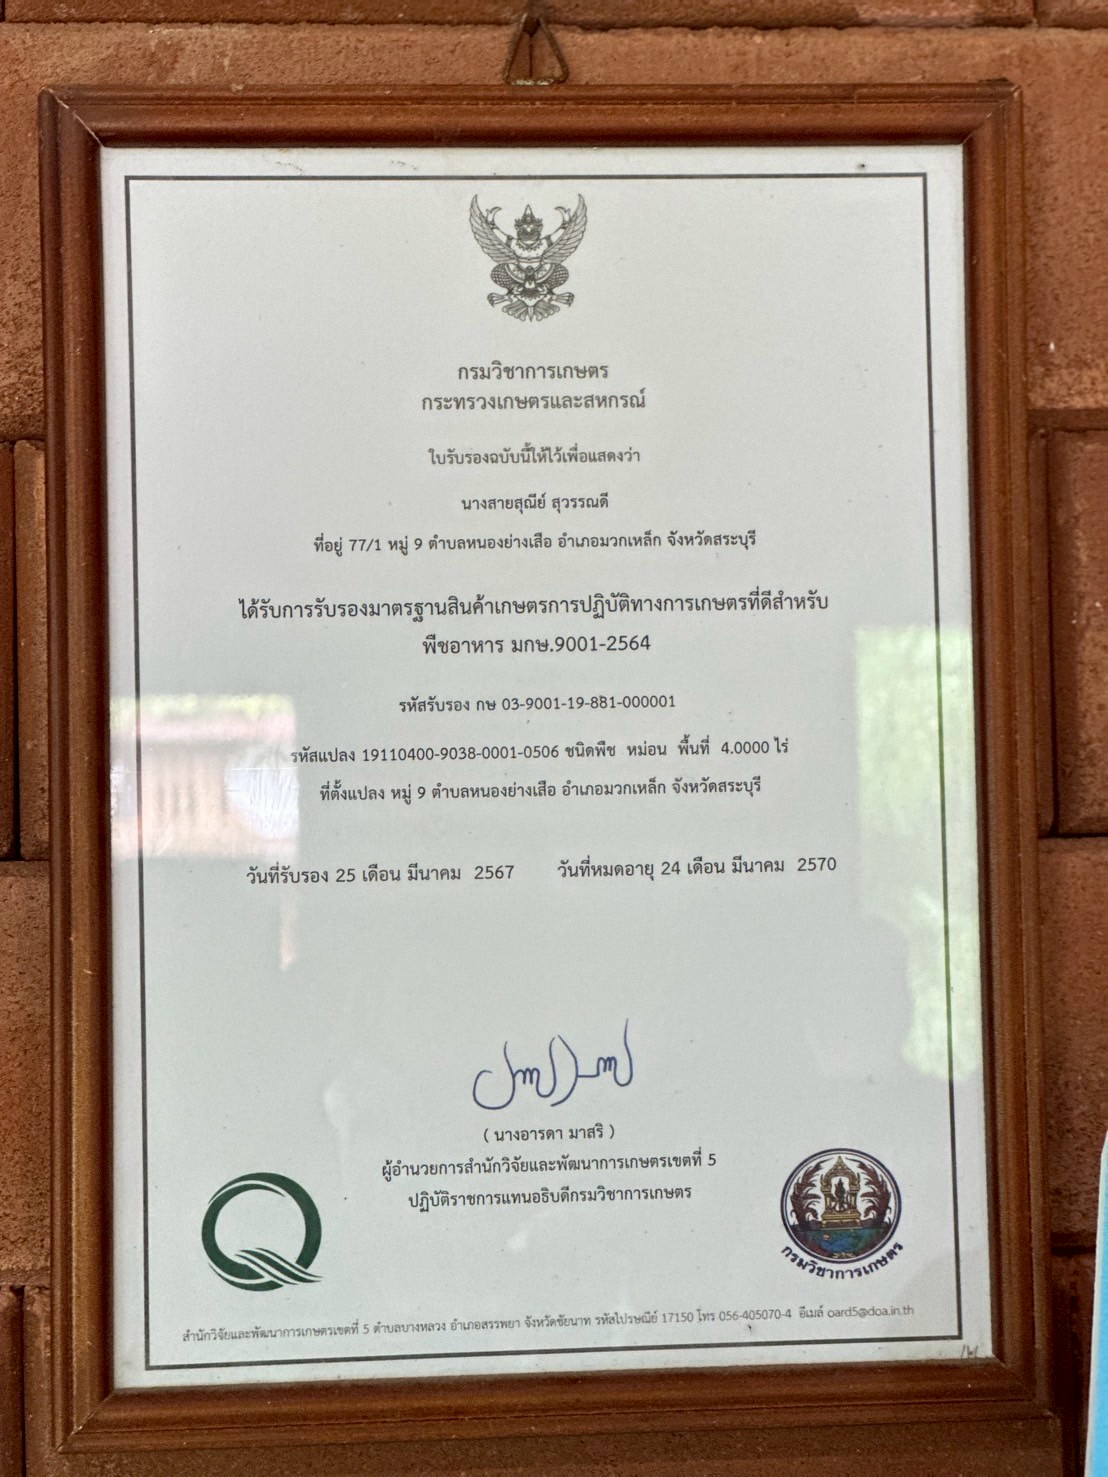 กรมวิชาการเกษตร
กระทรวงเกษตรและสหกรณ์
ใบรับรองฉบับนี้ให้ไว้เพื่อแสดงว่า
นางสายสุณีย์ สุวรรณดี
ที่อยู่ 77/1 หมู่ 9 ตำบลหนองย่างเสือ อำเภอมวกเหล็ก จังหวัดสระบุรี
ได้รับการรับรองมาตรฐานสินค้าเกษตรการปฏิบัติทางการเกษตรที่ดีสำหรับ
พืชอาหาร มกษ.9001-2564
รหัสรับรอง กษ 03-9001-19-881-000001
รหัสแปลง 19110400-9038-0001-0506 ชนิดพืช หม่อน พื้นที่ 4.0000 ไร่
ที่ตั้งแปลง หมู่ 9 ตำบลหนองย่างเสือ อำเภอมวกเหล็ก จังหวัดสระบุรี
วันที่รับรอง 25 เดือน มีนาคม 2567 วันที่หมดอายุ 24 เดือน มีนาคม 2570
( นางอารดา มาสริ )
ผู้อำนวยการสำนักวิจัยและพัฒนาการเกษตรเขตที่ 5
ปฏิบัติราชการแทนอธิบดีกรมวิชาการเกษตร
Q
กรมวิชาการเกษตร
สำนักวิจัยและพัฒนาการเกษตรเขตที่ 5 ตำบลบางหลวง อำเภอสรรพยา จังหวัดชัยนาท รหัสไปรษณีย์ 17150 โทร 056-405070-4 อีเมล์ oard5@doa.in.th